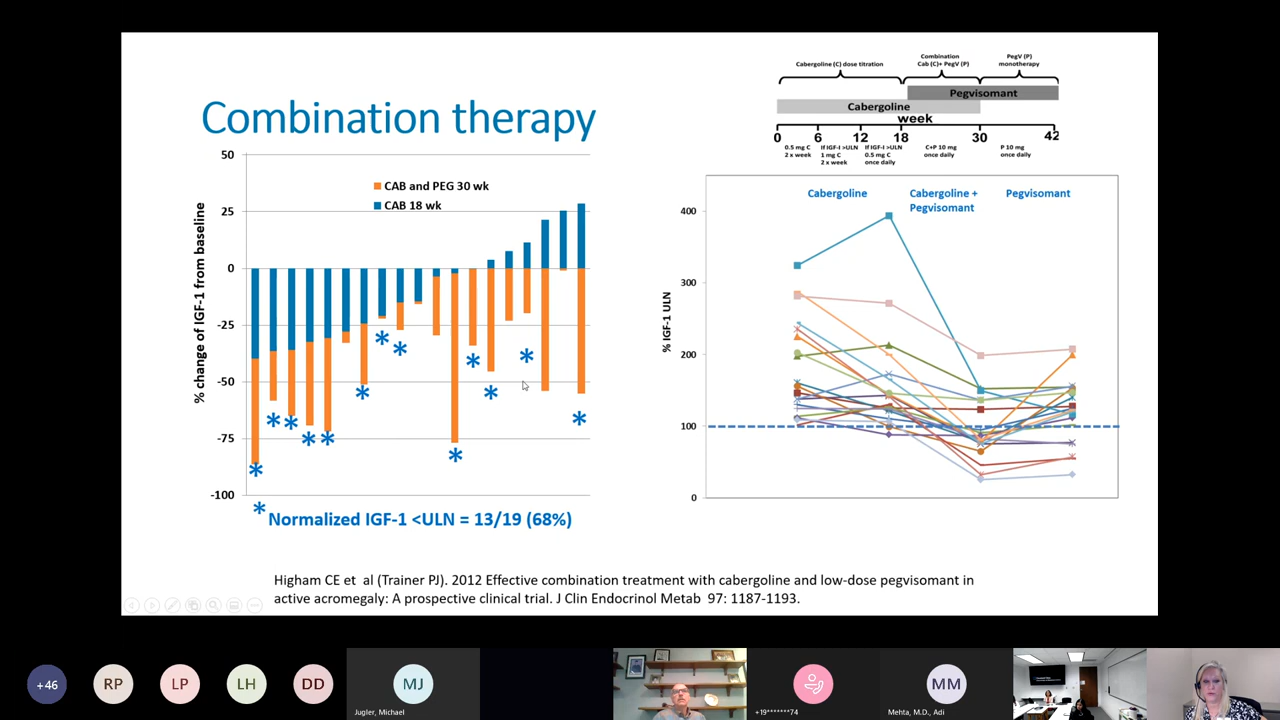 Combination therapy
50
25
0
-25
-50
-75
-100
% change of IGF-1 from baseline
CAB and PEG 30 wk
CAB 18 wk
* Normalized IGF-1 <ULN = 13/19 (68%)
Cabergoline (C) dose titration
Combination
Cab (C)+ PegV (P)
PegV (P)
monotherapy
Pegvisomant
Cabergoline
week
0 6 12 18 30 42
0.5 mg C
2 x week
If IGF-I >ULN
1 mg C
2 x week
If IGF-I >ULN
0.5 mg C
once daily
C+P 10 mg
once daily
P 10 mg
once daily
Cabergoline
Cabergoline +
Pegvisomant
Pegvisomant
400
300
200
100
0
% IGF-1 ULN
Higham CE et al (Trainer PJ). 2012 Effective combination treatment with cabergoline and low-dose pegvisomant in
active acromegaly: A prospective clinical trial. J Clin Endocrinol Metab 97: 1187-1193.
+46
RP
LP
LH
DD
MJ
Jugler, Michael
+19*******74
MM
Mehta, M.D., Adi